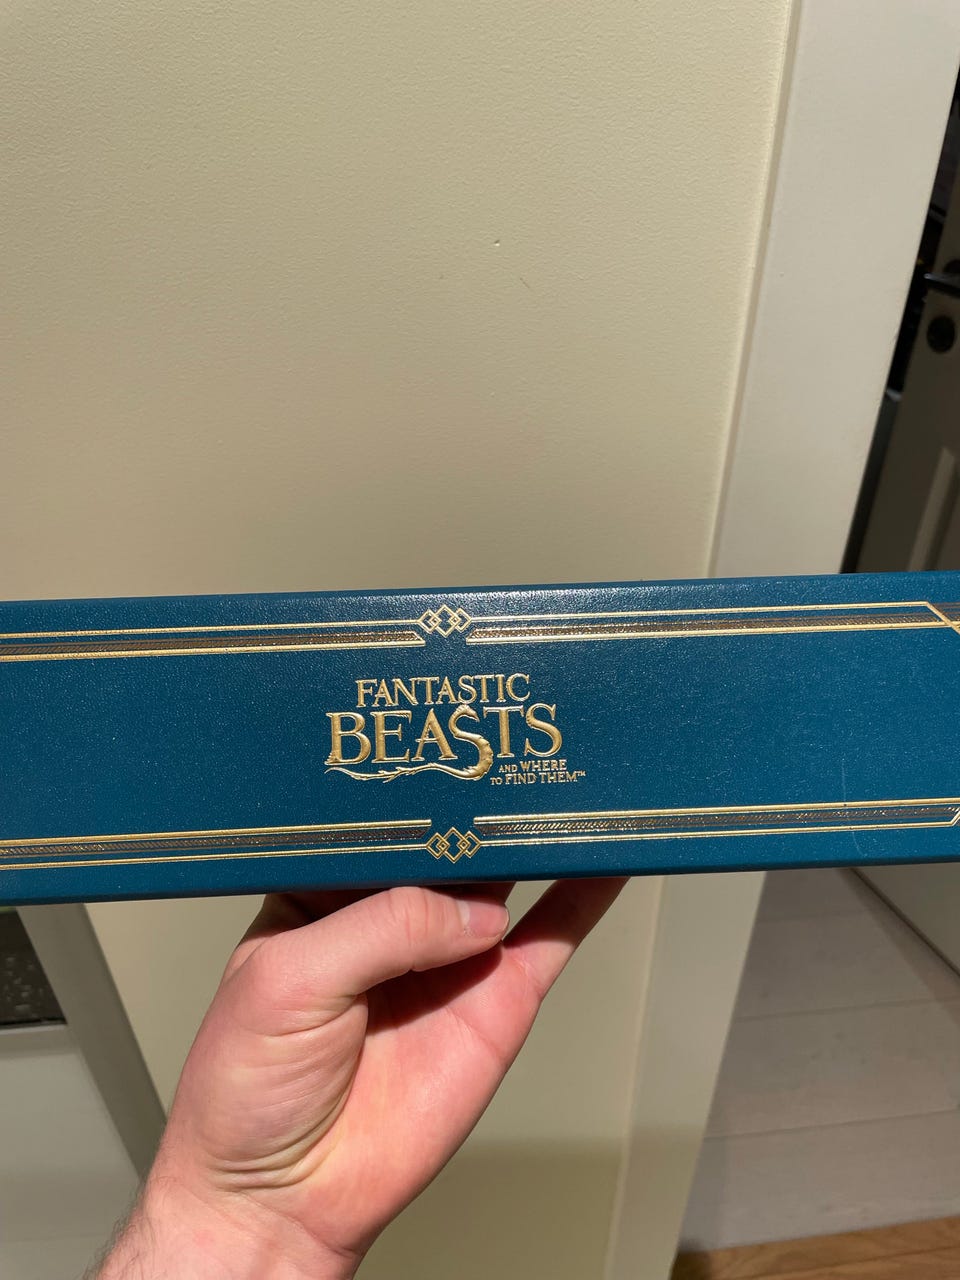 FANTASTIC
BEASTS
AND WHERE
TO FIND THEM™